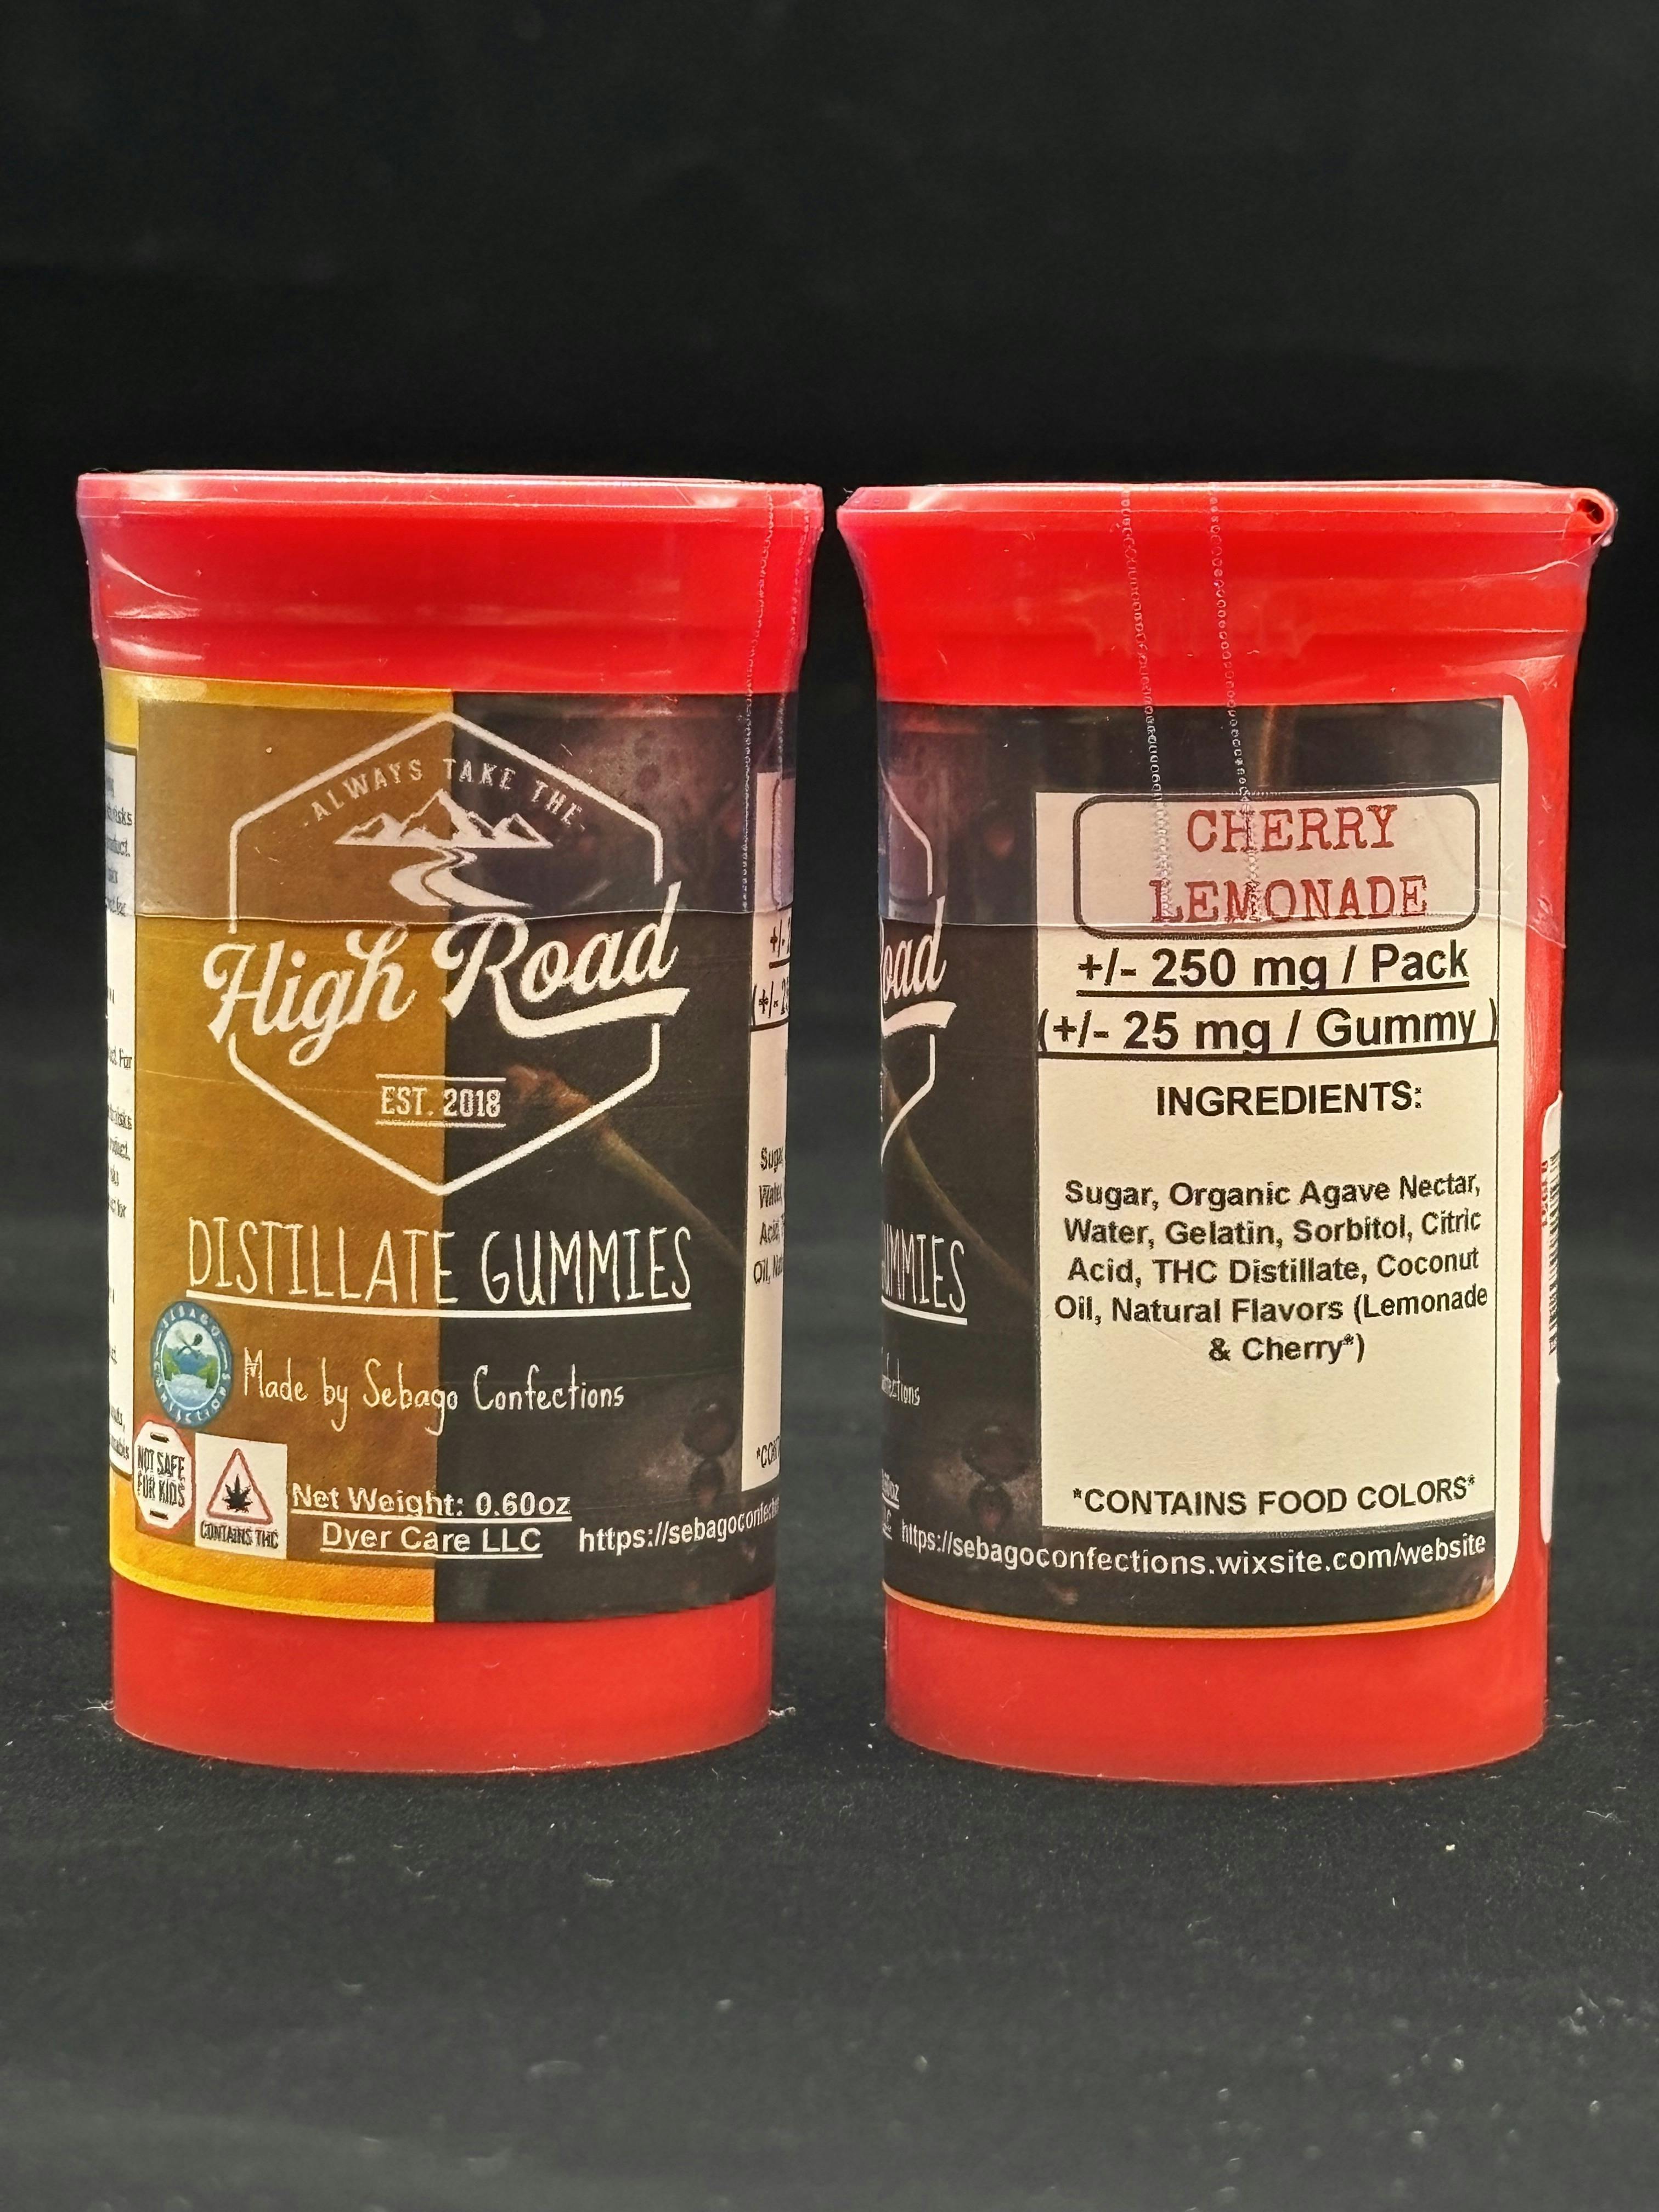 -ALWAYS TAKE THE-
High Road
EST. 2018
DISTILLATE GUMMIES
Made by Sebago Confections
NOT SAFE
FOR KIDS
CONTAINS THC
Net Weight: 0.60oz
Dyer Care LLC
https://sebagoconfe
CHERRY
LEMONADE
+/- 250 mg / Pack
(+/- 25 mg / Gummy )
INGREDIENTS:
Sugar, Organic Agave Nectar,
Water, Gelatin, Sorbitol, Citric
Acid, THC Distillate, Coconut
Oil, Natural Flavors (Lemonade
& Cherry*)
*CONTAINS FOOD COLORS*
https://sebagoconfections.wixsite.com/website